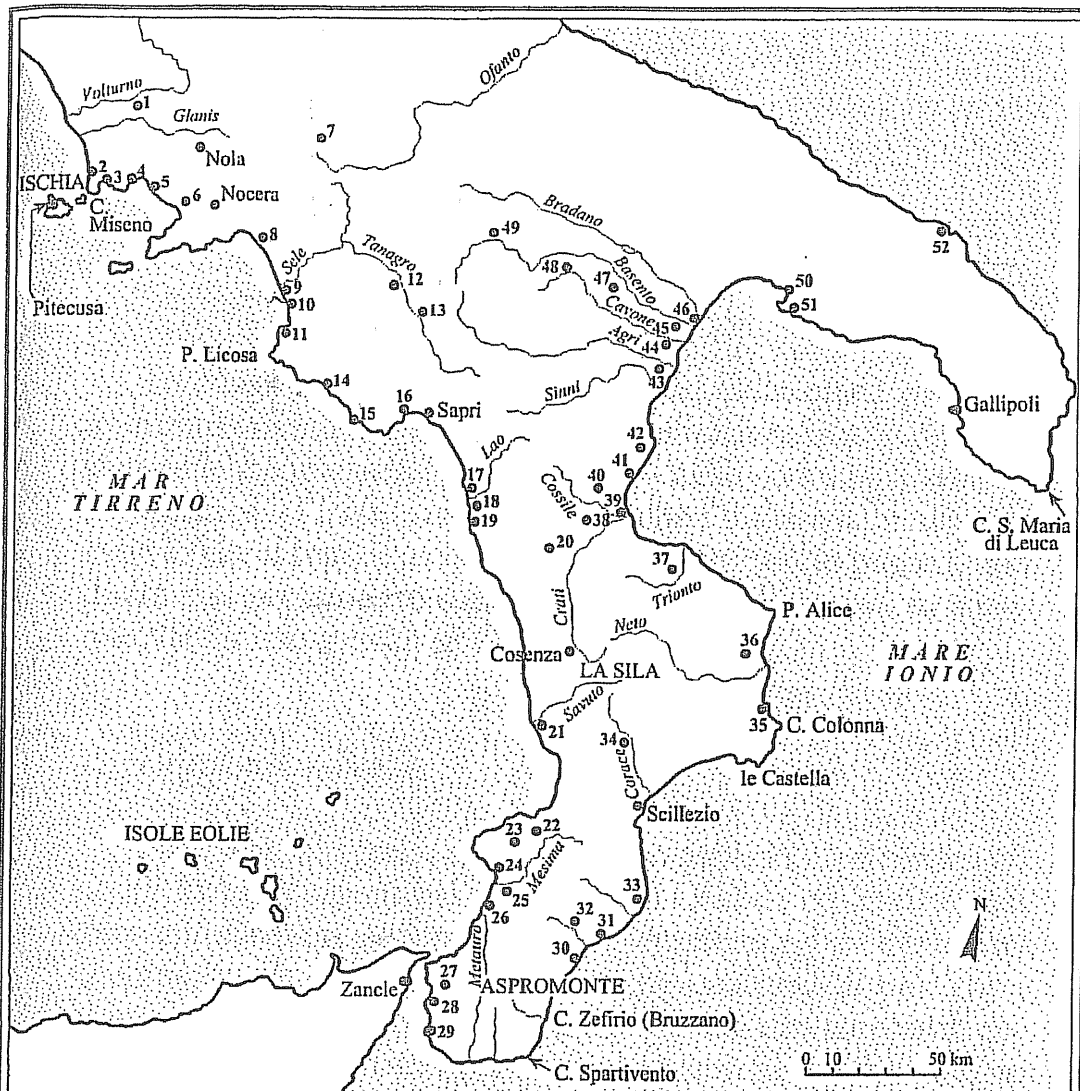 Volturno
1
Glanis
Ofanto
7
Nola
2
3
4
5
ISCHIA
C.
Miseno
6
Nocera
Pitecusa
8
Sele
9
10
11
P. Licosa
Tanagro
12
13
14
15
16
Sapri
Bradano
49
48
47
Basento
Cavone
46
45
Agri
44
43
Sinni
50
51
52
Gallipoli
C. S. Maria
di Leuca
MAR
TIRRENO
Lao
17
18
19
42
41
40
Cossile
39
38
20
37
Trionto
Crati
Neto
P. Alice
36
Cosenza
LA SILA
MARE
IONIO
Savuto
21
35
C. Colonna
34
Corace
le Castella
Scillezio
ISOLE EOLIE
23
22
24
Mesima
25
26
33
32
31
30
N
Metauro
27
Zancle
28
ASPROMONTE
29
C. Zefirio (Bruzzano)
C. Spartivento
0 10 50 km